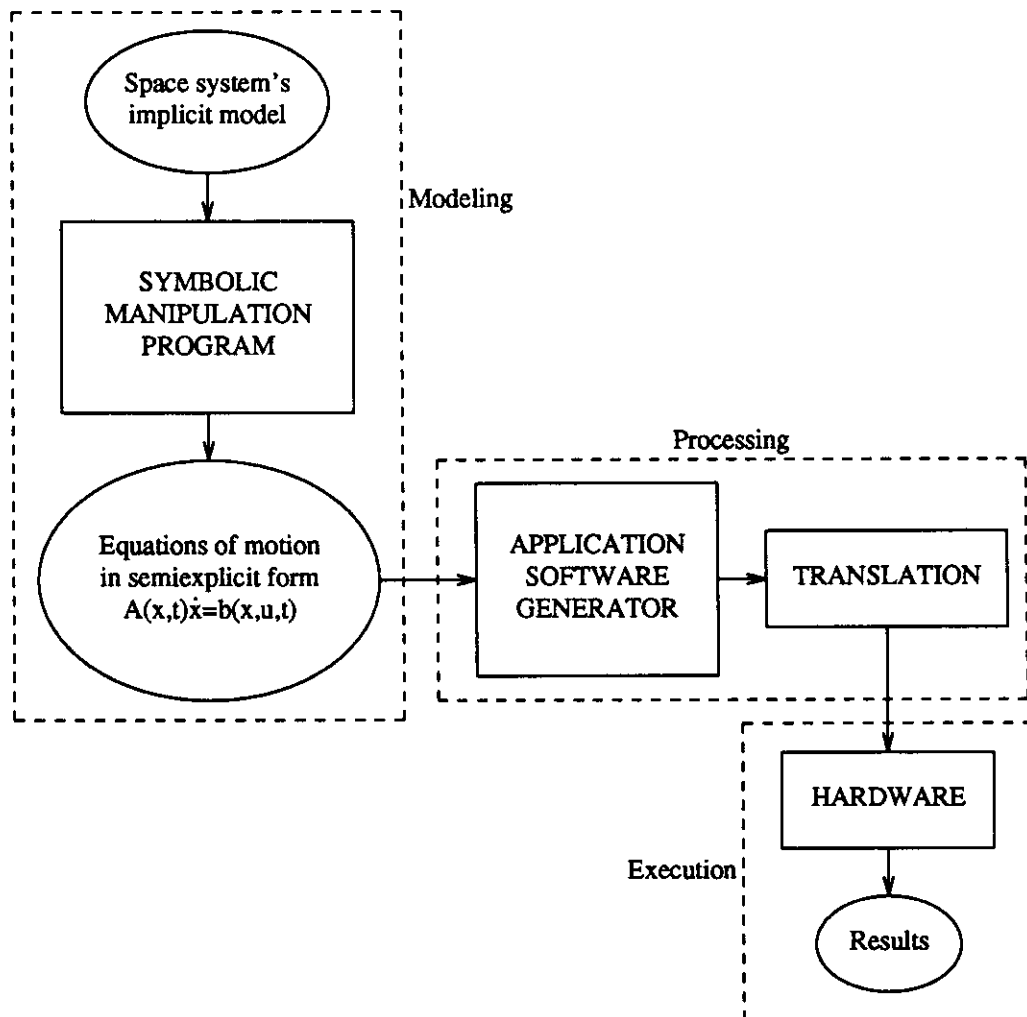 Space system's
implicit model
Modeling
SYMBOLIC
MANIPULATION
PROGRAM
Equations of motion
in semiexplicit form
A(x,t)ẋ=b(x,u,t)
Processing
APPLICATION
SOFTWARE
GENERATOR
TRANSLATION
HARDWARE
Execution
Results